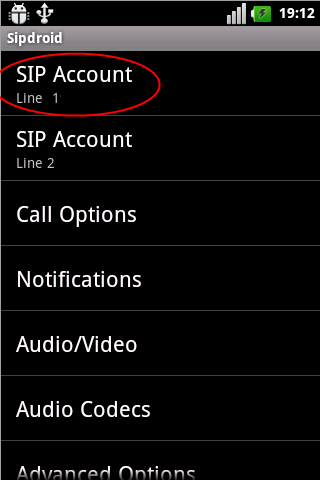 19:12
Sipdroid
SIP Account
Line 1
SIP Account
Line 2
Call Options
Notifications
Audio/Video
Audio Codecs
Advanced Options